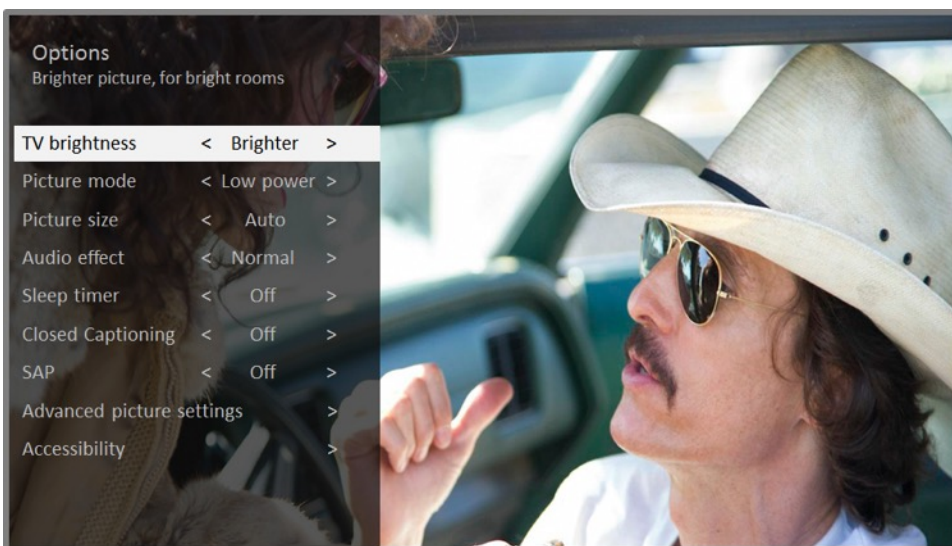 Options
Brighter picture, for bright rooms
TV brightness < Brighter >
Picture mode < Low power >
Picture size < Auto >
Audio effect < Normal >
Sleep timer < Off >
Closed Captioning < Off >
SAP < Off >
Advanced picture settings >
Accessibility >